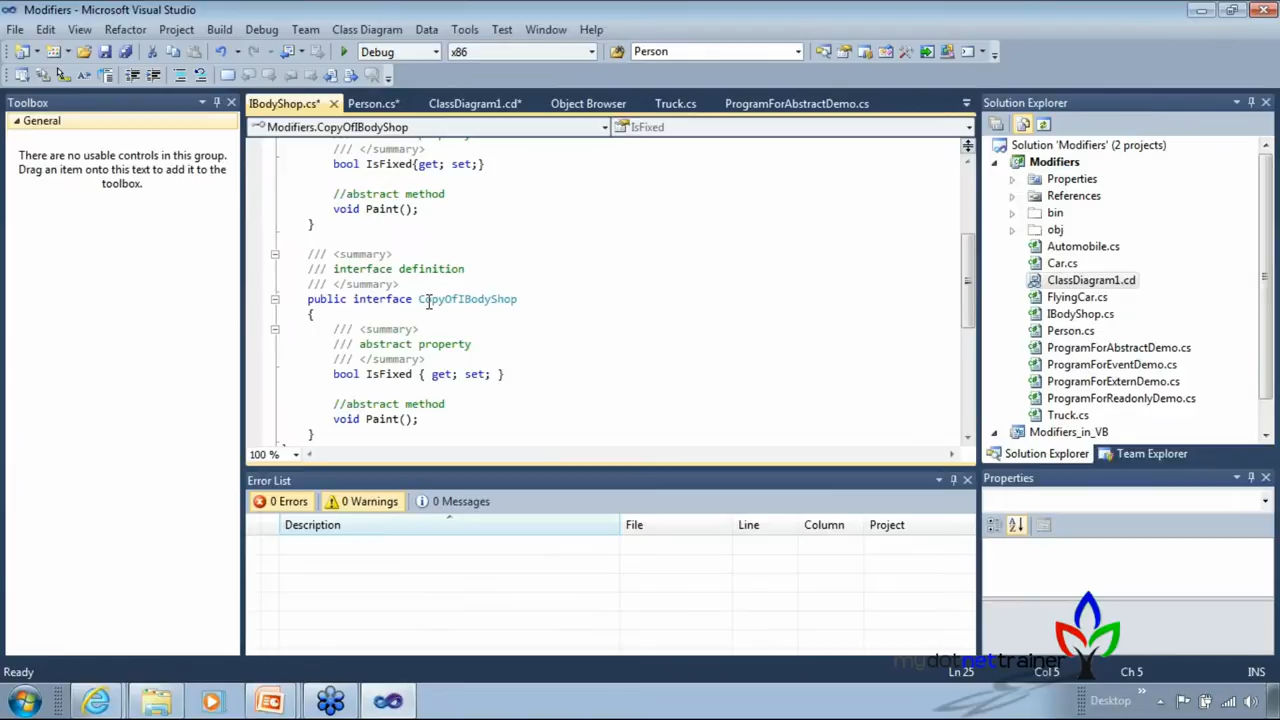 Modifiers - Microsoft Visual Studio
File Edit View Refactor Project Build Debug Team Class Diagram Data Tools Test Window Help
Debug x86 Person
Toolbox
General
There are no usable controls in this group.
Drag an item onto this text to add it to the
toolbox.
IBodyShop.cs* Person.cs* ClassDiagram1.cd* Object Browser Truck.cs ProgramForAbstractDemo.cs
Modifiers.CopyOfIBodyShop IsFixed
/// </summary>
bool IsFixed{get; set;}
//abstract method
void Paint();
}
/// <summary>
/// interface definition
/// </summary>
public interface CopyOfIBodyShop
{
/// <summary>
/// abstract property
/// </summary>
bool IsFixed { get; set; }
//abstract method
void Paint();
}
100 %
Solution Explorer
Solution 'Modifiers' (2 projects)
Modifiers
Properties
References
bin
obj
Automobile.cs
Car.cs
ClassDiagram1.cd
FlyingCar.cs
IBodyShop.cs
Person.cs
ProgramForAbstractDemo.cs
ProgramForEventDemo.cs
ProgramForExternDemo.cs
ProgramForReadonlyDemo.cs
Truck.cs
Modifiers_in_VB
Solution Explorer Team Explorer
Error List
0 Errors 0 Warnings 0 Messages
Description File Line Column Project
Properties
mydotnettrainer
Ready Ln 25 Col 5 Ch 5 INS
Desktop